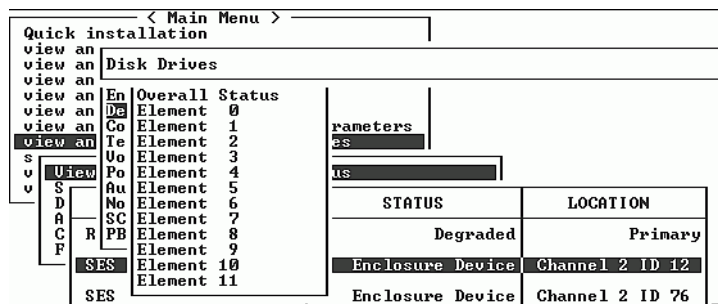 < Main Menu >
Quick installation
view an
view an Disk Drives
view an
view an En Overall Status
view an De Element 0
view an Co Element 1 rameters
view an Te Element 2 es
s Vo Element 3
v View Po Element 4 us
v S Au Element 5
D No Element 6 STATUS LOCATION
A SC Element 7
C R PB Element 8 Degraded Primary
F Element 9
SES Element 10 Enclosure Device Channel 2 ID 12
Element 11
SES Enclosure Device Channel 2 ID 76